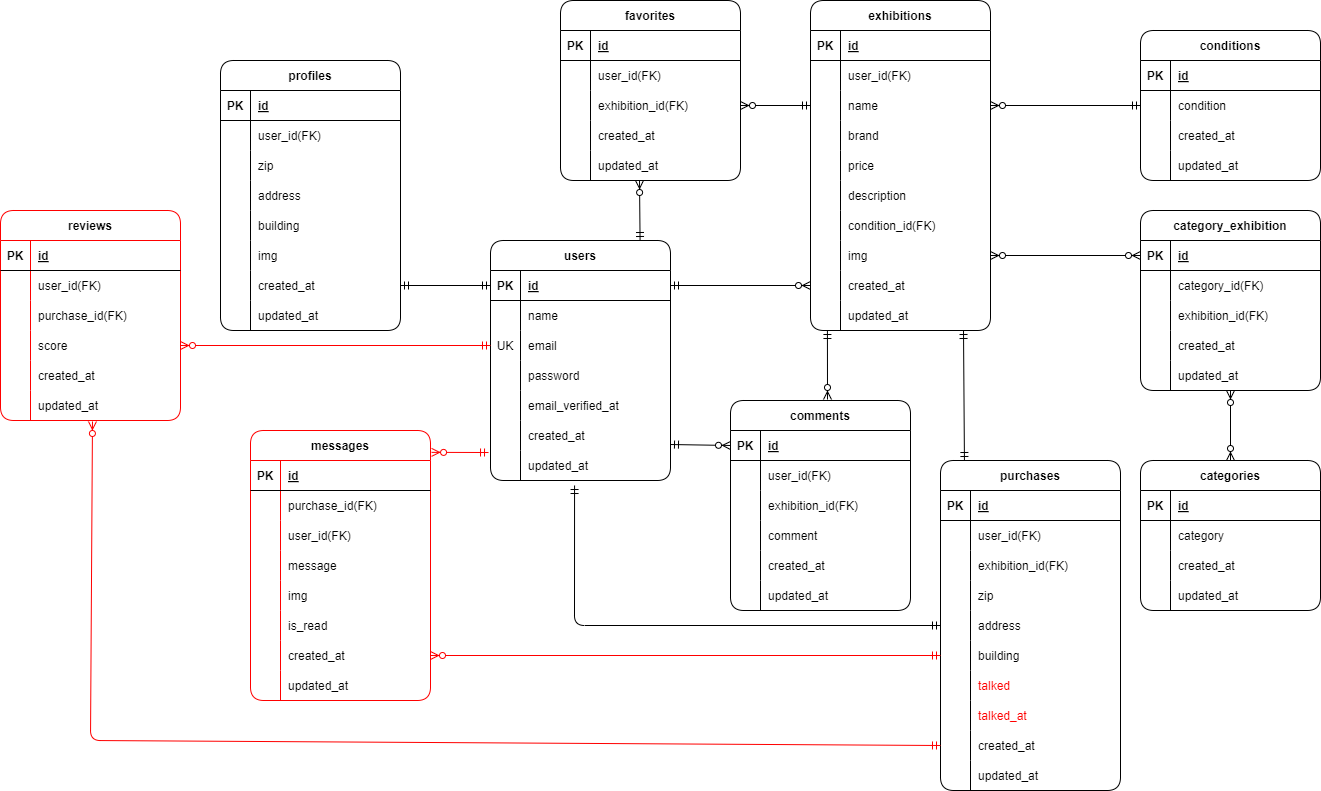 favorites
PK id
user_id(FK)
exhibition_id(FK)
created_at
updated_at
exhibitions
PK id
user_id(FK)
name
brand
price
description
condition_id(FK)
img
created_at
updated_at
conditions
PK id
condition
created_at
updated_at
profiles
PK id
user_id(FK)
zip
address
building
img
created_at
updated_at
reviews
PK id
user_id(FK)
purchase_id(FK)
score
created_at
updated_at
users
PK id
name
UK email
password
email_verified_at
created_at
updated_at
category_exhibition
PK id
category_id(FK)
exhibition_id(FK)
created_at
updated_at
messages
PK id
purchase_id(FK)
user_id(FK)
message
img
is_read
created_at
updated_at
comments
PK id
user_id(FK)
exhibition_id(FK)
comment
created_at
updated_at
purchases
PK id
user_id(FK)
exhibition_id(FK)
zip
address
building
talked
talked_at
created_at
updated_at
categories
PK id
category
created_at
updated_at